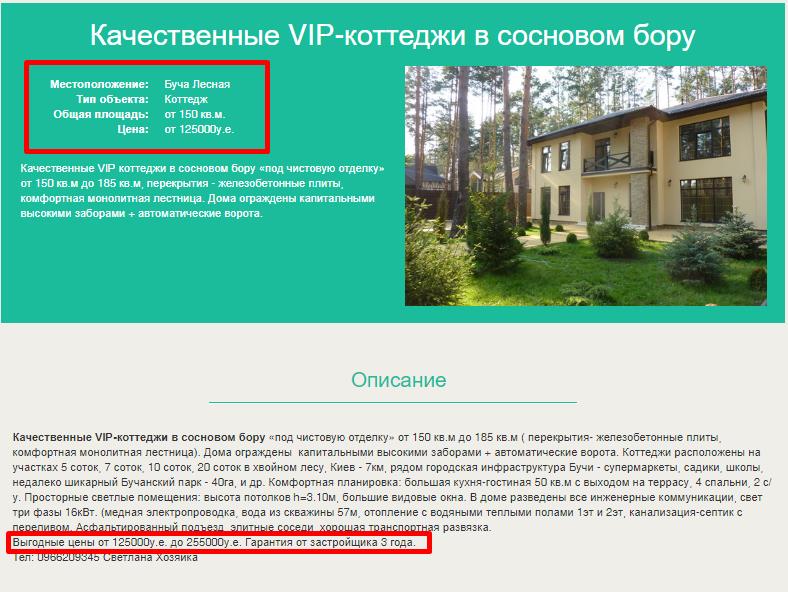 Качественные VIP-коттеджи в сосновом бору
Местоположение: Буча Лесная
Тип объекта: Коттедж
Общая площадь: от 150 кв.м.
Цена: от 125000у.е.
Качественные VIP коттеджи в сосновом бору «под чистовую отделку»
от 150 кв.м до 185 кв.м, перекрытия - железобетонные плиты,
комфортная монолитная лестница. Дома ограждены капитальными
высокими заборами + автоматические ворота.
Описание
Качественные VIP-коттеджи в сосновом бору «под чистовую отделку» от 150 кв.м до 185 кв.м ( перекрытия- железобетонные плиты,
комфортная монолитная лестница). Дома ограждены капитальными высокими заборами + автоматические ворота. Коттеджи расположены на
участках 5 соток, 7 соток, 10 соток, 20 соток в хвойном лесу, Киев - 7км, рядом городская инфраструктура Бучи - супермаркеты, садики, школы,
недалеко шикарный Бучанский парк - 40га, и др. Комфортная планировка: большая кухня-гостиная 50 кв.м с выходом на террасу, 4 спальни, 2 с/
у. Просторные светлые помещения: высота потолков h=3.10м, большие видовые окна. В доме разведены все инженерные коммуникации, свет
три фазы 16кВт. (медная электропроводка, вода из скважины 57м, отопление с водяными теплыми полами 1эт и 2эт, канализация-септик с
переливом. Асфальтированный подъезд, элитные соседи, хорошая транспортная развязка.
Выгодные цены от 125000у.е. до 255000у.е. Гарантия от застройщика 3 года.
Тел: 0966209345 Светлана Хозяйка